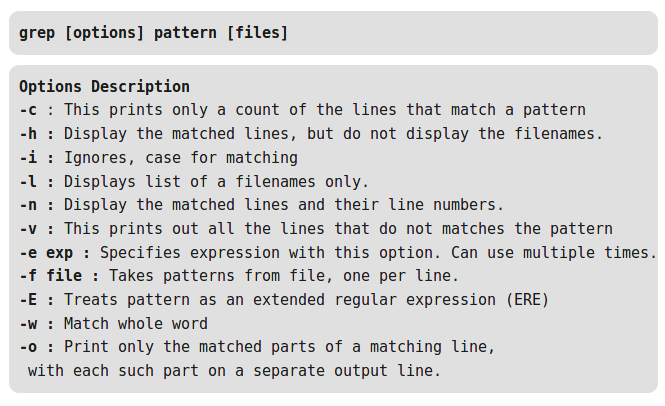 grep [options] pattern [files]
Options Description
-c : This prints only a count of the lines that match a pattern
-h : Display the matched lines, but do not display the filenames.
-i : Ignores, case for matching
-l : Displays list of a filenames only.
-n : Display the matched lines and their line numbers.
-v : This prints out all the lines that do not matches the pattern
-e exp : Specifies expression with this option. Can use multiple times.
-f file : Takes patterns from file, one per line.
-E : Treats pattern as an extended regular expression (ERE)
-w : Match whole word
-o : Print only the matched parts of a matching line,
with each such part on a separate output line.